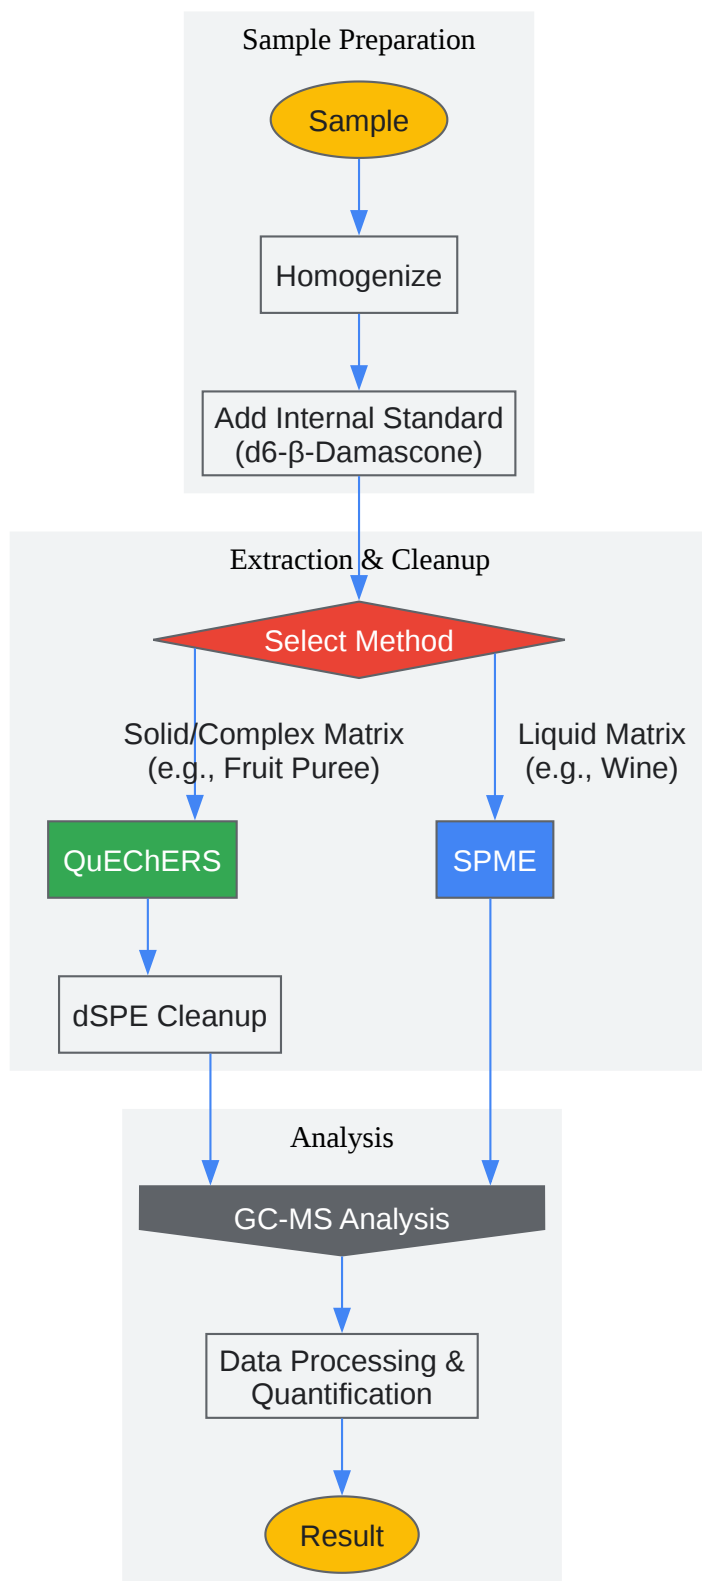 Sample Preparation
Sample
Homogenize
Add Internal Standard
(d6-β-Damascone)
Extraction & Cleanup
Select Method
Solid/Complex Matrix
(e.g., Fruit Puree)
Liquid Matrix
(e.g., Wine)
QuEChERS
SPME
dSPE Cleanup
Analysis
GC-MS Analysis
Data Processing &
Quantification
Result